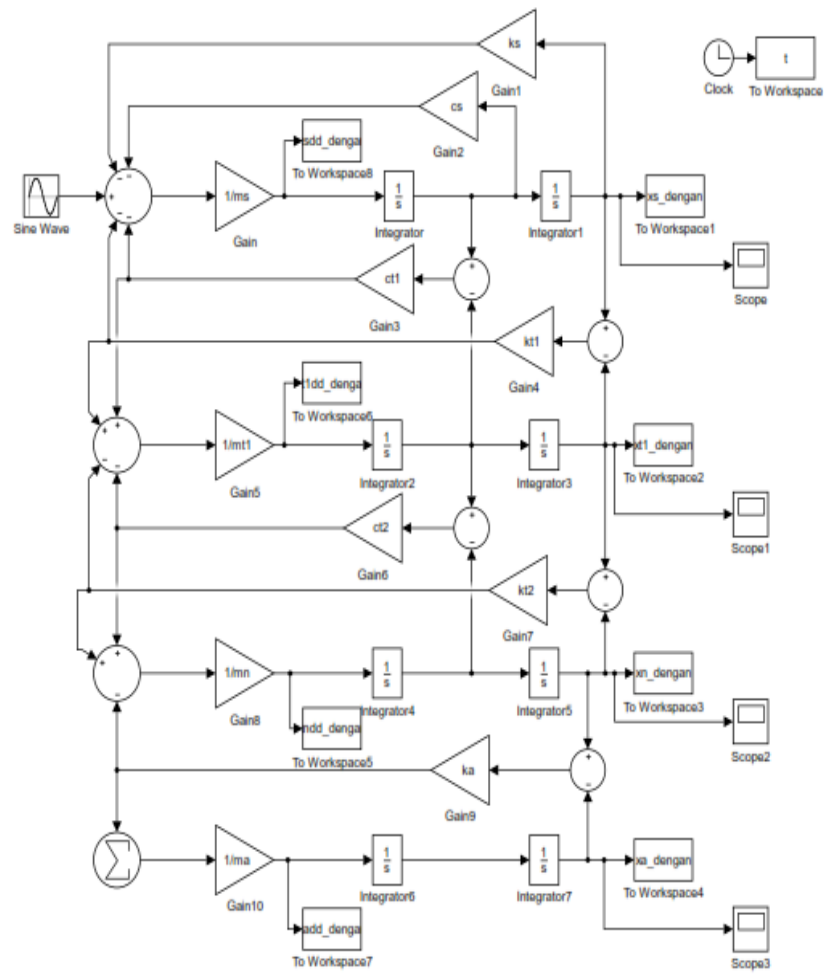 ks
Gain1
t
Clock
To Workspace
cs
Gain2
sdd_denga
To Workspace8
Sine Wave
1/ms
Gain
1/s
Integrator
1/s
Integrator1
xs_dengan
To Workspace1
Scope
ct1
Gain3
kt1
Gain4
t1dd_denga
To Workspace6
1/mt1
Gain5
1/s
Integrator2
1/s
Integrator3
xt1_dengan
To Workspace2
Scope1
ct2
Gain6
kt2
Gain7
1/mn
Gain8
1/s
Integrator4
1/s
Integrator5
xn_dengan
To Workspace3
Scope2
ndd_denga
To Workspace5
ka
Gain9
Σ
1/ma
Gain10
1/s
Integrator6
1/s
Integrator7
xa_dengan
To Workspace4
Scope3
add_denga
To Workspace7